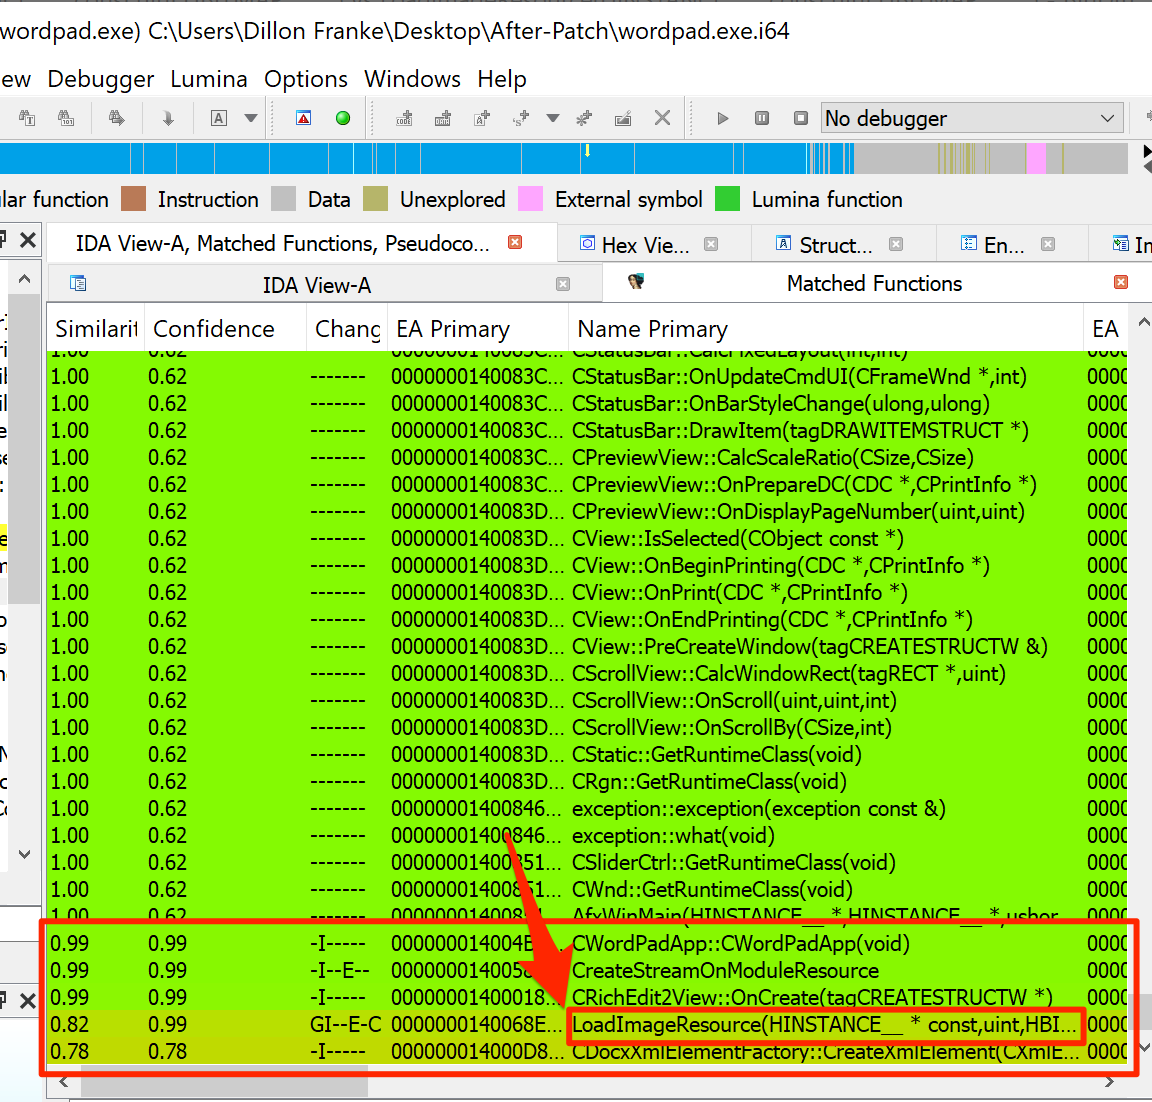 wordpad.exe) C:\Users\Dillon Franke\Desktop\After-Patch\wordpad.exe.i64
ew Debugger Lumina Options Windows Help
No debugger
lar function Instruction Data Unexplored External symbol Lumina function
IDA View-A, Matched Functions, Pseudoco... Hex Vie... Struct... En... Im
IDA View-A Matched Functions
Similarit Confidence Chang EA Primary Name Primary EA
1.00 0.62 ------- 0000000140083C... CStatusBar::CalcFixedLayout(int,int)
1.00 0.62 ------- 0000000140083C... CStatusBar::OnUpdateCmdUI(CFrameWnd *,int) 0000
1.00 0.62 ------- 0000000140083C... CStatusBar::OnBarStyleChange(ulong,ulong) 0000
1.00 0.62 ------- 0000000140083C... CStatusBar::DrawItem(tagDRAWITEMSTRUCT *) 0000
1.00 0.62 ------- 0000000140083C... CPreviewView::CalcScaleRatio(CSize,CSize) 0000
1.00 0.62 ------- 0000000140083C... CPreviewView::OnPrepareDC(CDC *,CPrintInfo *) 0000
1.00 0.62 ------- 0000000140083D... CPreviewView::OnDisplayPageNumber(uint,uint) 0000
1.00 0.62 ------- 0000000140083D... CView::IsSelected(CObject const *) 0000
1.00 0.62 ------- 0000000140083D... CView::OnBeginPrinting(CDC *,CPrintInfo *) 0000
1.00 0.62 ------- 0000000140083D... CView::OnPrint(CDC *,CPrintInfo *) 0000
1.00 0.62 ------- 0000000140083D... CView::OnEndPrinting(CDC *,CPrintInfo *) 0000
1.00 0.62 ------- 0000000140083D... CView::PreCreateWindow(tagCREATESTRUCTW &) 0000
1.00 0.62 ------- 0000000140083D... CScrollView::CalcWindowRect(tagRECT *,uint) 0000
1.00 0.62 ------- 0000000140083D... CScrollView::OnScroll(uint,uint,int) 0000
1.00 0.62 ------- 0000000140083D... CScrollView::OnScrollBy(CSize,int) 0000
1.00 0.62 ------- 0000000140083D... CStatic::GetRuntimeClass(void) 0000
1.00 0.62 ------- 0000000140083D... CRgn::GetRuntimeClass(void) 0000
1.00 0.62 ------- 0000000140084​6... exception::exception(exception const &) 0000
1.00 0.62 ------- 00000001400846... exception::what(void) 0000
1.00 0.62 ------- 00000001400851... CSliderCtrl::GetRuntimeClass(void) 0000
1.00 0.62 ------- 00000001400851... CWnd::GetRuntimeClass(void) 0000
1.00 0.62 ------- AfxWinMain(HINSTANCE__ *,HINSTANCE__ *,ushor 0000
0.99 0.99 -I----- CWordPadApp::CWordPadApp(void) 0000
0.99 0.99 -I--E-- CreateStreamOnModuleResource 0000
0.99 0.99 -I----- 00000001400018... CRichEdit2View::OnCreate(tagCREATESTRUCTW *) 0000
0.82 0.99 GI--E-C 0000000140068E... LoadImageResource(HINSTANCE__ * const,uint,HBI... 0000
0.78 0.78 -I----- 000000014000D8... CDocxXmlElementFactory::CreateXmlElement(CXmlE... 0000